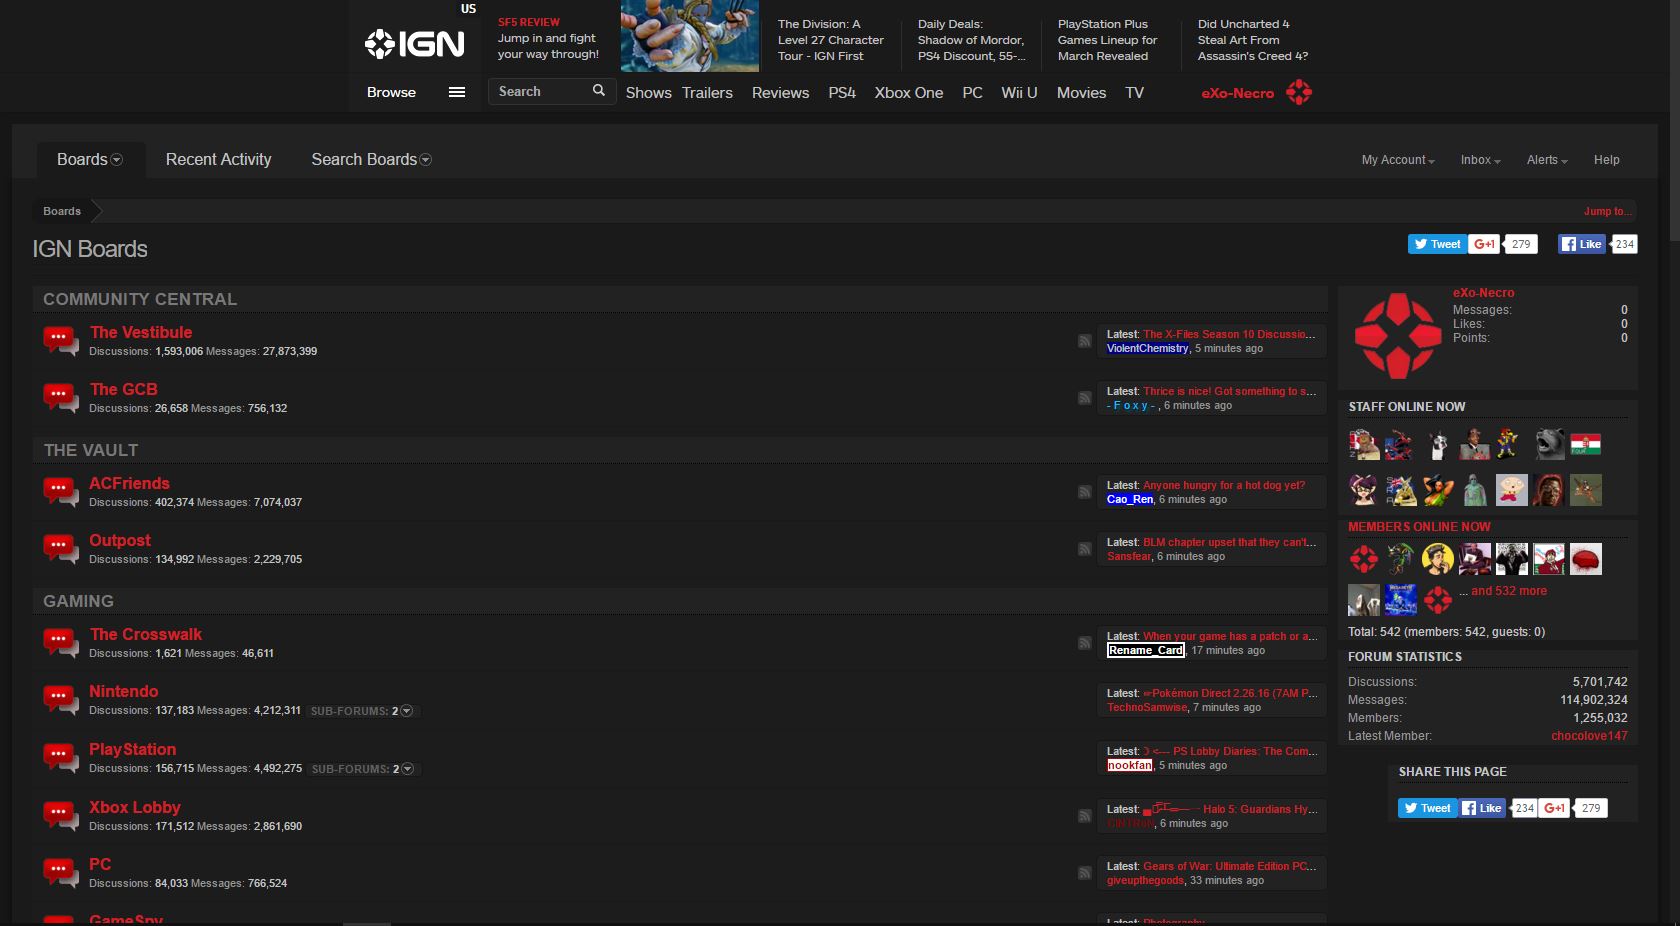 US
IGN
SF5 REVIEW
Jump in and fight
your way through!
The Division: A
Level 27 Character
Tour - IGN First
Daily Deals:
Shadow of Mordor,
PS4 Discount, 55-...
PlayStation Plus
Games Lineup for
March Revealed
Did Uncharted 4
Steal Art From
Assassin's Creed 4?
Browse
Search
Shows Trailers Reviews PS4 Xbox One PC Wii U Movies TV
eXo-Necro
Boards Recent Activity Search Boards
My Account Inbox Alerts Help
Boards
Jump to...
IGN Boards
Tweet G+1 279 Like 234
COMMUNITY CENTRAL
The Vestibule
Discussions: 1,593,006 Messages: 27,873,399
Latest: The X-Files Season 10 Discussio...
ViolentChemistry, 5 minutes ago
The GCB
Discussions: 26,658 Messages: 756,132
Latest: Thrice is nice! Got something to s...
- F o x y - , 6 minutes ago
THE VAULT
ACFriends
Discussions: 402,374 Messages: 7,074,037
Latest: Anyone hungry for a hot dog yet?
Cao_Ren, 6 minutes ago
Outpost
Discussions: 134,992 Messages: 2,229,705
Latest: BLM chapter upset that they can't...
Sansfear, 6 minutes ago
GAMING
The Crosswalk
Discussions: 1,621 Messages: 46,611
Latest: When your game has a patch or a...
Rename_Card, 17 minutes ago
Nintendo
Discussions: 137,183 Messages: 4,212,311 SUB-FORUMS: 2
Latest: Pokémon Direct 2.26.16 (7AM P...
TechnoSamwise, 7 minutes ago
PlayStation
Discussions: 156,715 Messages: 4,492,275 SUB-FORUMS: 2
Latest: <--- PS Lobby Diaries: The Com...
nookfan, 5 minutes ago
Xbox Lobby
Discussions: 171,512 Messages: 2,861,690
Latest: Halo 5: Guardians Hy...
, 6 minutes ago
PC
Discussions: 84,033 Messages: 766,524
Latest: Gears of War: Ultimate Edition PC...
giveupthegoods, 33 minutes ago
GameSpy
Latest: Photography
eXo-Necro
Messages: 0
Likes: 0
Points: 0
STAFF ONLINE NOW
MEMBERS ONLINE NOW
... and 532 more
Total: 542 (members: 542, guests: 0)
FORUM STATISTICS
Discussions: 5,701,742
Messages: 114,902,324
Members: 1,255,032
Latest Member: chocolove147
SHARE THIS PAGE
Tweet Like 234 G+1 279